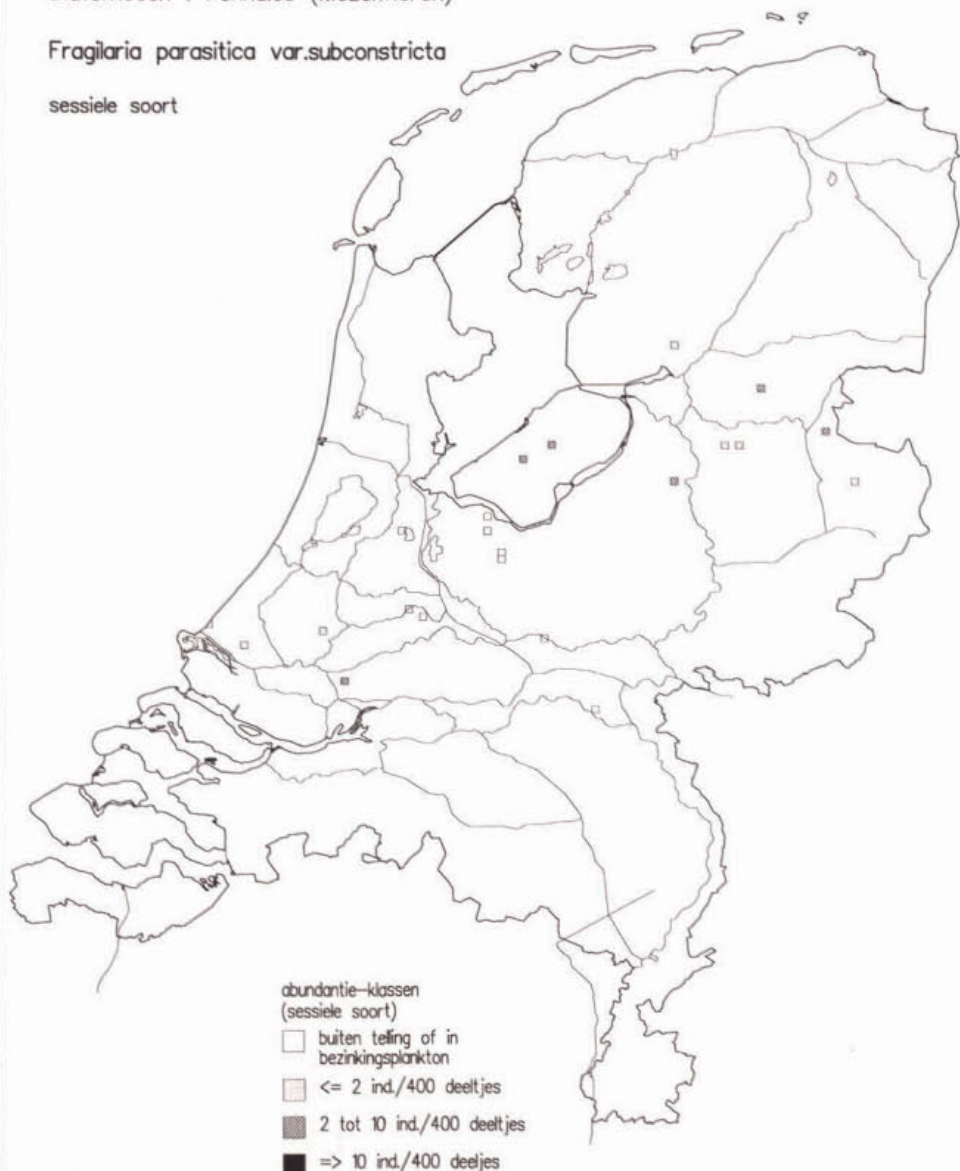 Fragilaria parasitica var.subconstricta
sessiele soort
abundantie-klassen
(sessiele soort)
buiten telling of in
bezinkingsplankton
<= 2 ind./400 deeltjes
2 tot 10 ind./400 deeltjes
=> 10 ind./400 deeljes